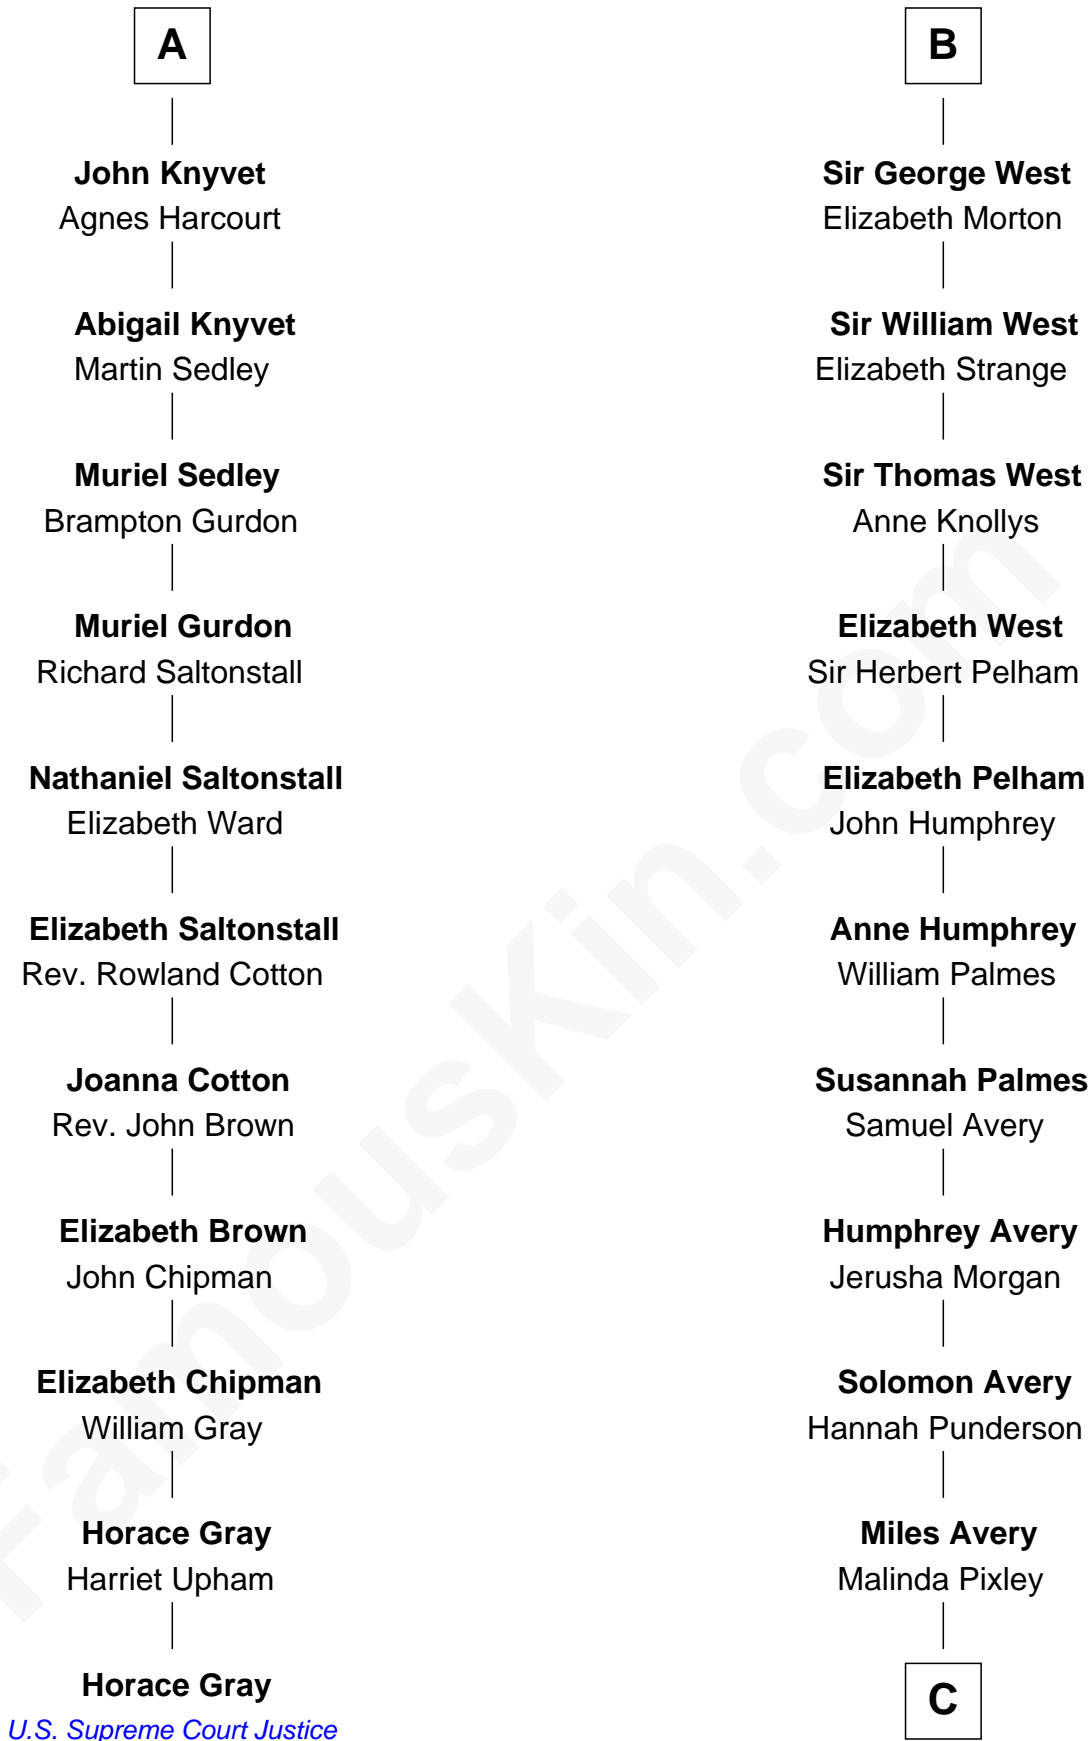 A
John Knyvet
Agnes Harcourt
Abigail Knyvet
Martin Sedley
Muriel Sedley
Brampton Gurdon
Muriel Gurdon
Richard Saltonstall
Nathaniel Saltonstall
Elizabeth Ward
Elizabeth Saltonstall
Rev. Rowland Cotton
Joanna Cotton
Rev. John Brown
Elizabeth Brown
John Chipman
Elizabeth Chipman
William Gray
Horace Gray
Harriet Upham
Horace Gray
U.S. Supreme Court Justice
B
Sir George West
Elizabeth Morton
Sir William West
Elizabeth Strange
Sir Thomas West
Anne Knollys
Elizabeth West
Sir Herbert Pelham
Elizabeth Pelham
John Humphrey
Anne Humphrey
William Palmes
Susannah Palmes
Samuel Avery
Humphrey Avery
Jerusha Morgan
Solomon Avery
Hannah Punderson
Miles Avery
Malinda Pixley
C
FamousKin.com